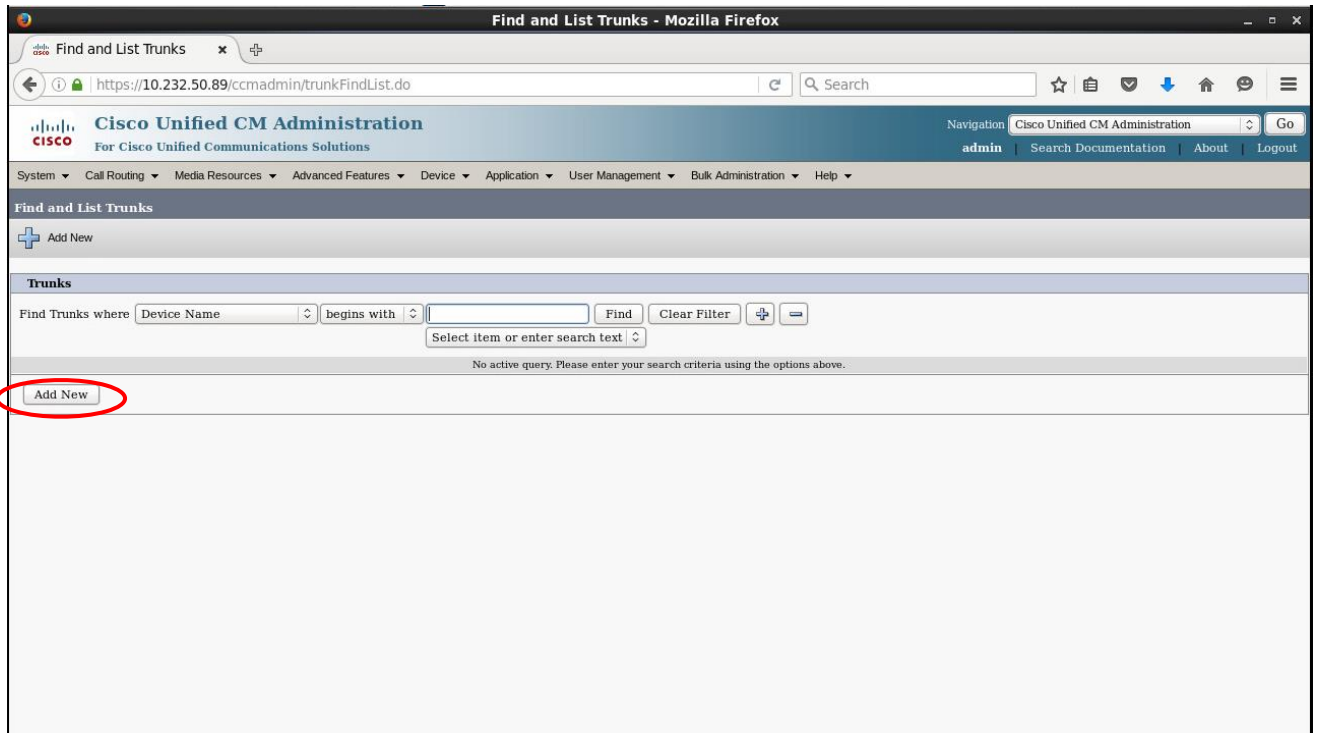 Find and List Trunks - Mozilla Firefox
Find and List Trunks
https://10.232.50.89/ccmadmin/trunkFindList.do
Search
CISCO
Cisco Unified CM Administration
For Cisco Unified Communications Solutions
Navigation Cisco Unified CM Administration Go
admin | Search Documentation | About | Logout
System Call Routing Media Resources Advanced Features Device Application User Management Bulk Administration Help
Find and List Trunks
Add New
Trunks
Find Trunks where Device Name begins with Find Clear Filter
Select item or enter search text
No active query. Please enter your search criteria using the options above.
Add New